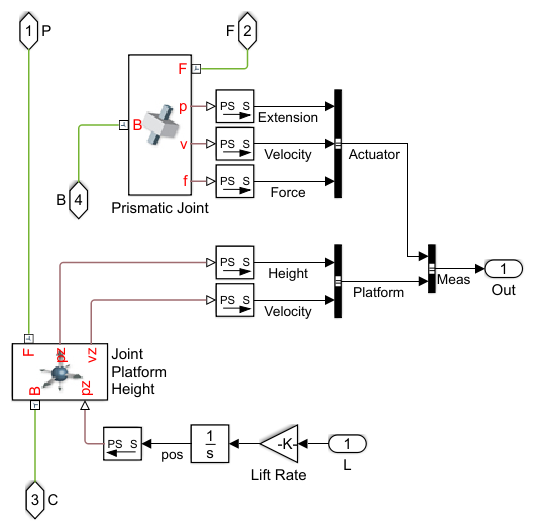 1 P
F 2
F
p
PS S
Extension
B
v
PS S
Velocity
Actuator
f
PS S
Force
B 4
Prismatic Joint
PS S
Height
PS S
Velocity
Platform
Meas
1
Out
F
pz
vz
B
pz
Joint
Platform
Height
PS S
pos
1
s
-K-
Lift Rate
1
L
3 C